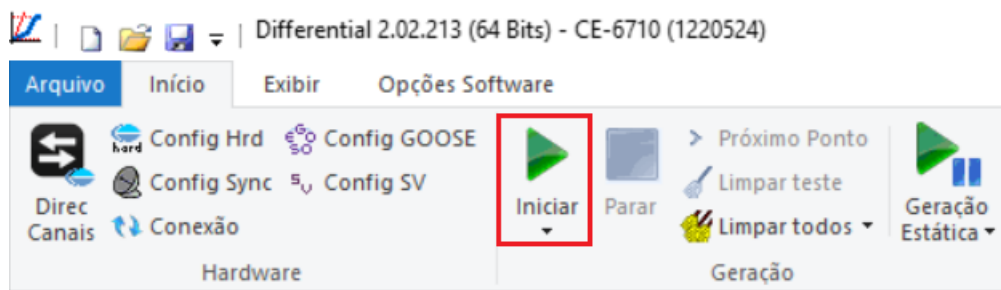 Differential 2.02.213 (64 Bits) - CE-6710 (1220524)
Arquivo Início Exibir Opções Software
hard Config Hrd EGOSO Config GOOSE Próximo Ponto
Config Sync SV Config SV Limpar teste
Direc Canais Conexão Iniciar Parar Limpar todos Geração Estática
Hardware Geração